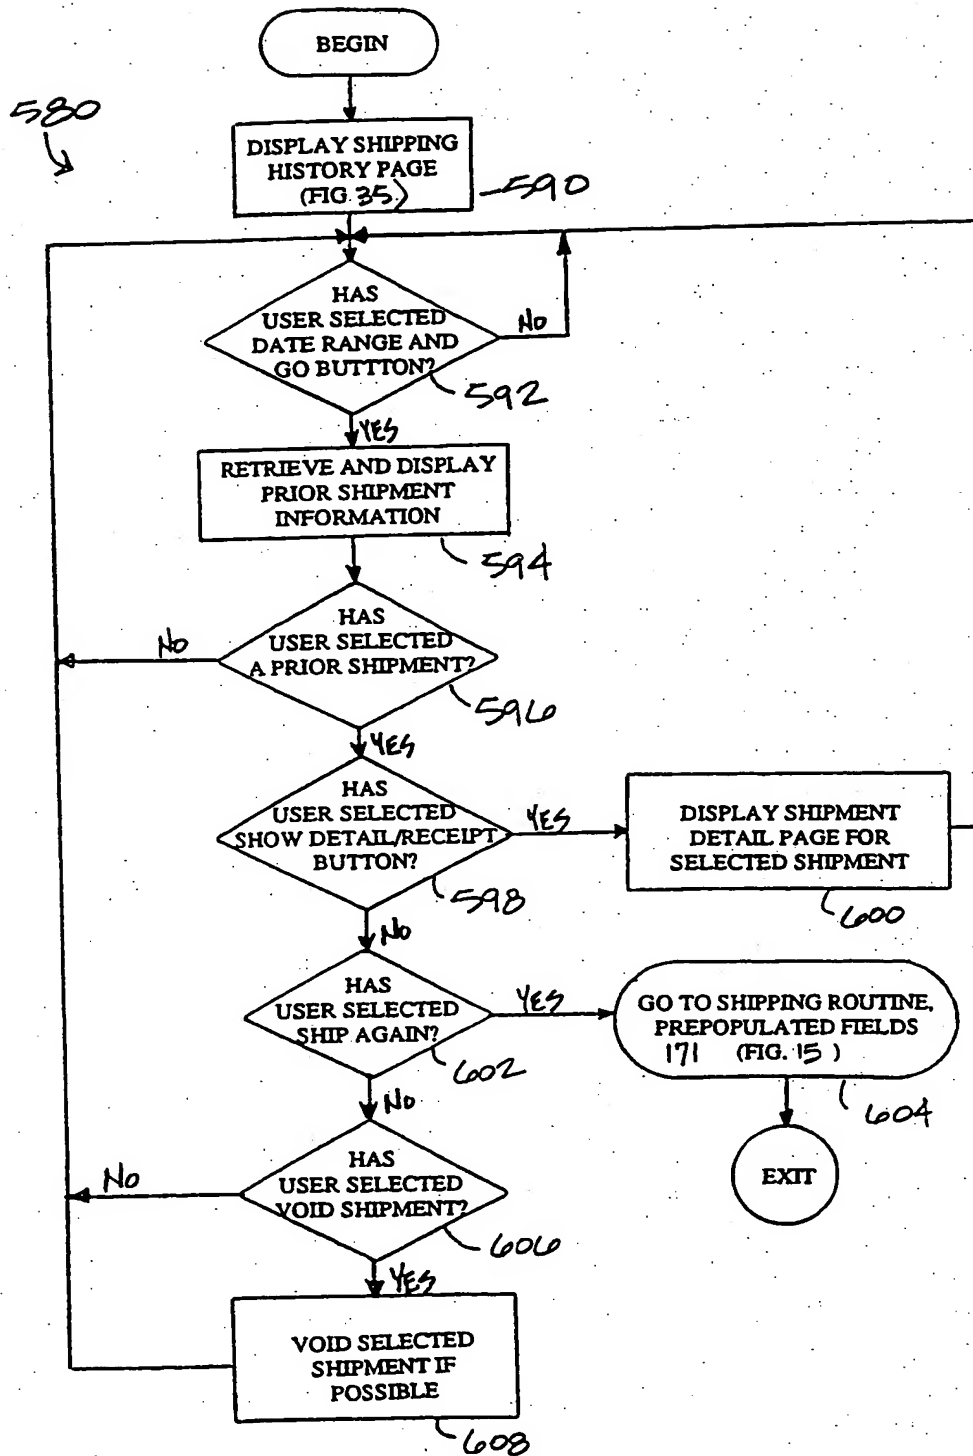 BEGIN
580
DISPLAY SHIPPING
HISTORY PAGE
(FIG. 35)
590
HAS
USER SELECTED
DATE RANGE AND
GO BUTTTON?
No
592
YES
RETRIEVE AND DISPLAY
PRIOR SHIPMENT
INFORMATION
594
HAS
USER SELECTED
A PRIOR SHIPMENT?
No
596
YES
HAS
USER SELECTED
SHOW DETAIL/RECEIPT
BUTTON?
YES
598
DISPLAY SHIPMENT
DETAIL PAGE FOR
SELECTED SHIPMENT
600
No
HAS
USER SELECTED
SHIP AGAIN?
YES
602
GO TO SHIPPING ROUTINE,
PREPOPULATED FIELDS
171 (FIG. 15 )
604
EXIT
No
HAS
USER SELECTED
VOID SHIPMENT?
No
606
YES
VOID SELECTED
SHIPMENT IF
POSSIBLE
608